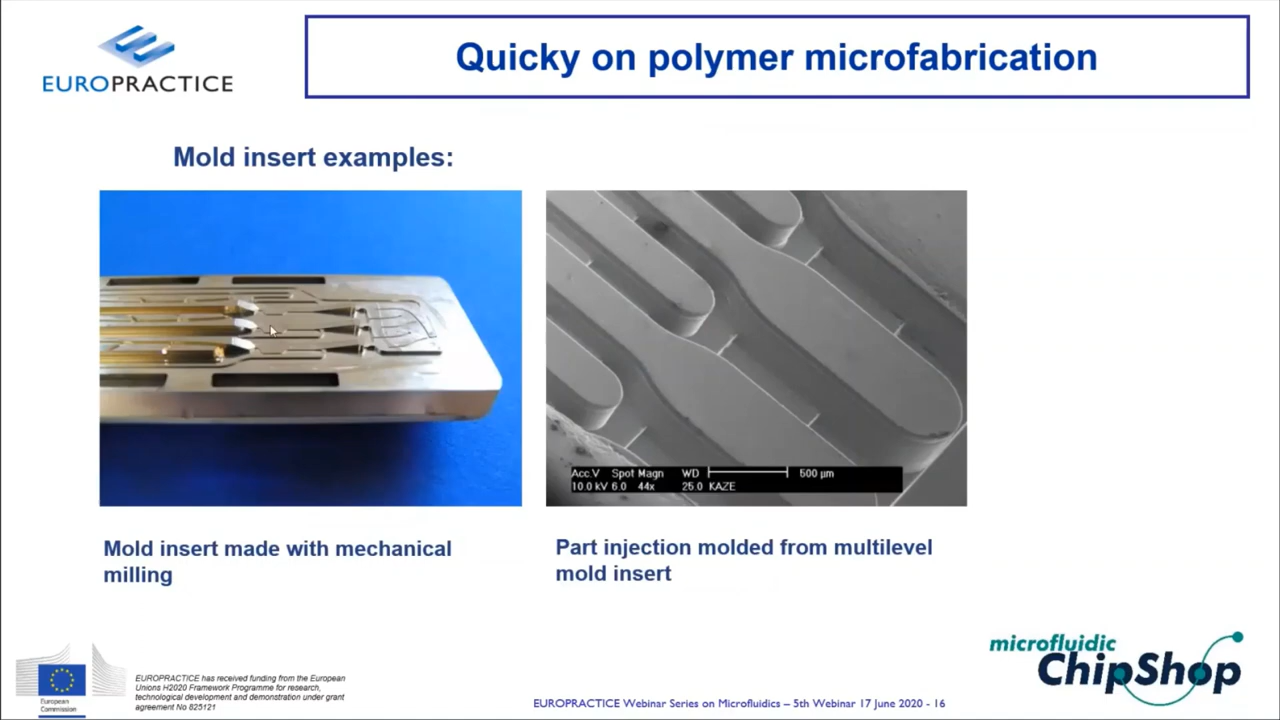 EUROPRACTICE
Quicky on polymer microfabrication
Mold insert examples:
Acc.V Spot Magn WD 500 µm
10.0 kV 6.0 44x 25.0 KAZE
Mold insert made with mechanical
milling
Part injection molded from multilevel
mold insert
European
Commission
EUROPRACTICE has received funding from the European
Unions H2020 Framework Programme for research,
technological development and demonstration under grant
agreement No 825121
EUROPRACTICE Webinar Series on Microfluidics – 5th Webinar 17 June 2020 - 16
microfluidic
ChipShop